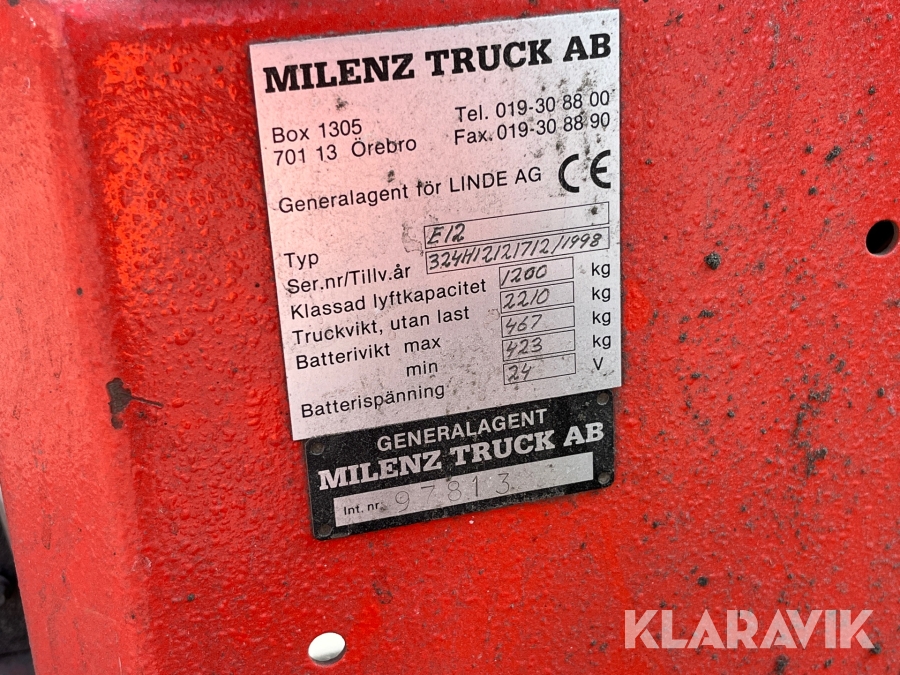 MILENZ TRUCK AB
Box 1305 Tel. 019-30 88 00
701 13 Örebro Fax. 019-30 88 90
Generalagent för LINDE AG CE
Typ E12
Ser.nr/Tillv.år 324H12121712/1998
Klassad lyftkapacitet 1200 kg
Truckvikt, utan last 2210 kg
Batterivikt max 467 kg
min 423 kg
Batterispänning 24 V
GENERALAGENT
MILENZ TRUCK AB
Int. nr. 97813
KLARAVIK